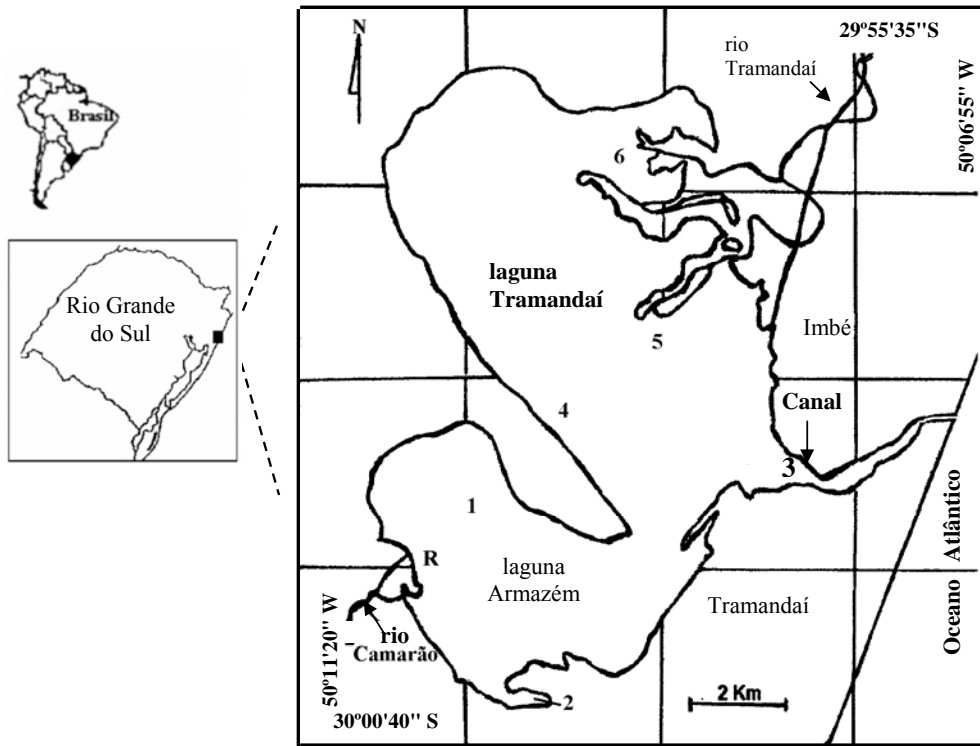 Brasil
Rio Grande
do Sul
N
29º55'35''S
rio
Tramandaí
50º06'55'' W
6
laguna
Tramandaí
5
Imbé
4
Canal
3
1
R
laguna
Armazém
Tramandaí
Oceano Atlântico
rio
Camarão
50º11'20'' W
2
2 Km
30º00'40'' S